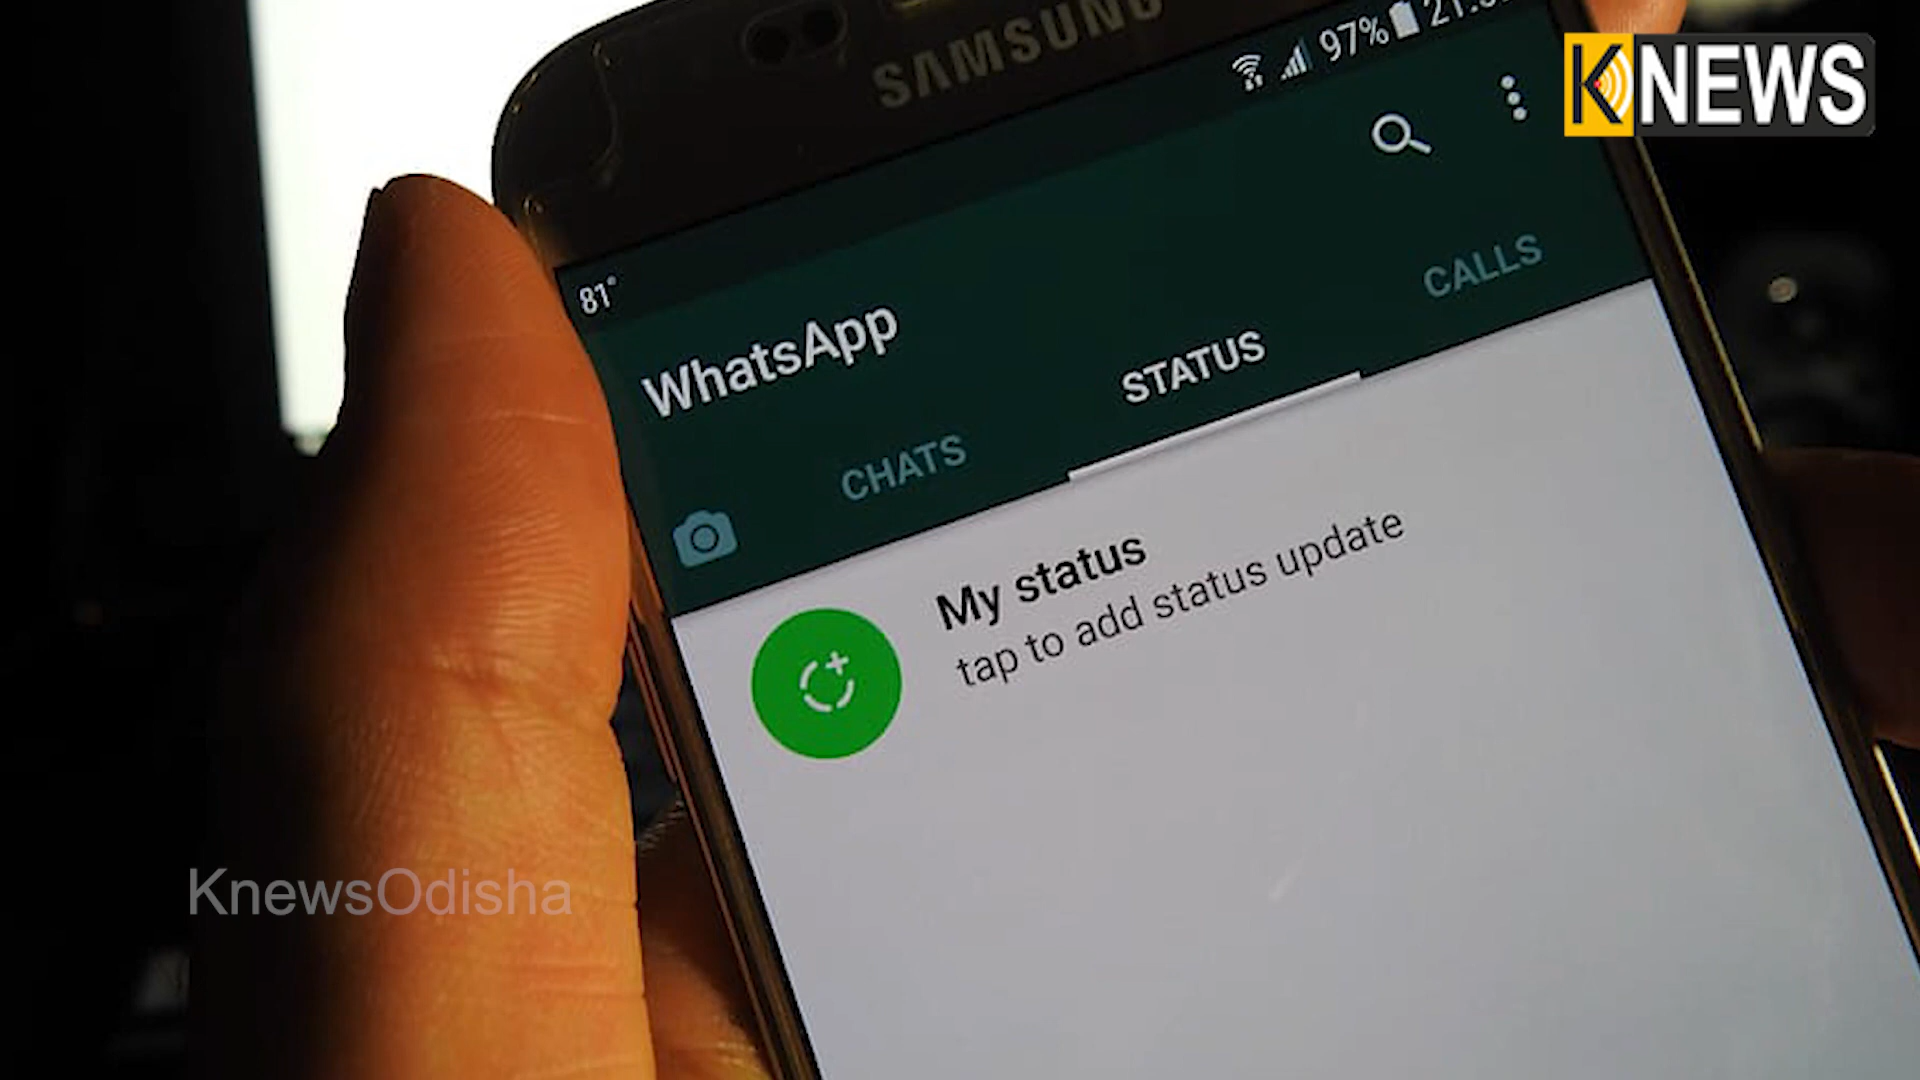 SAMSUNG
KNEWS
97%
81°
WhatsApp
CHATS
STATUS
CALLS
My status
tap to add status update
KnewsOdisha